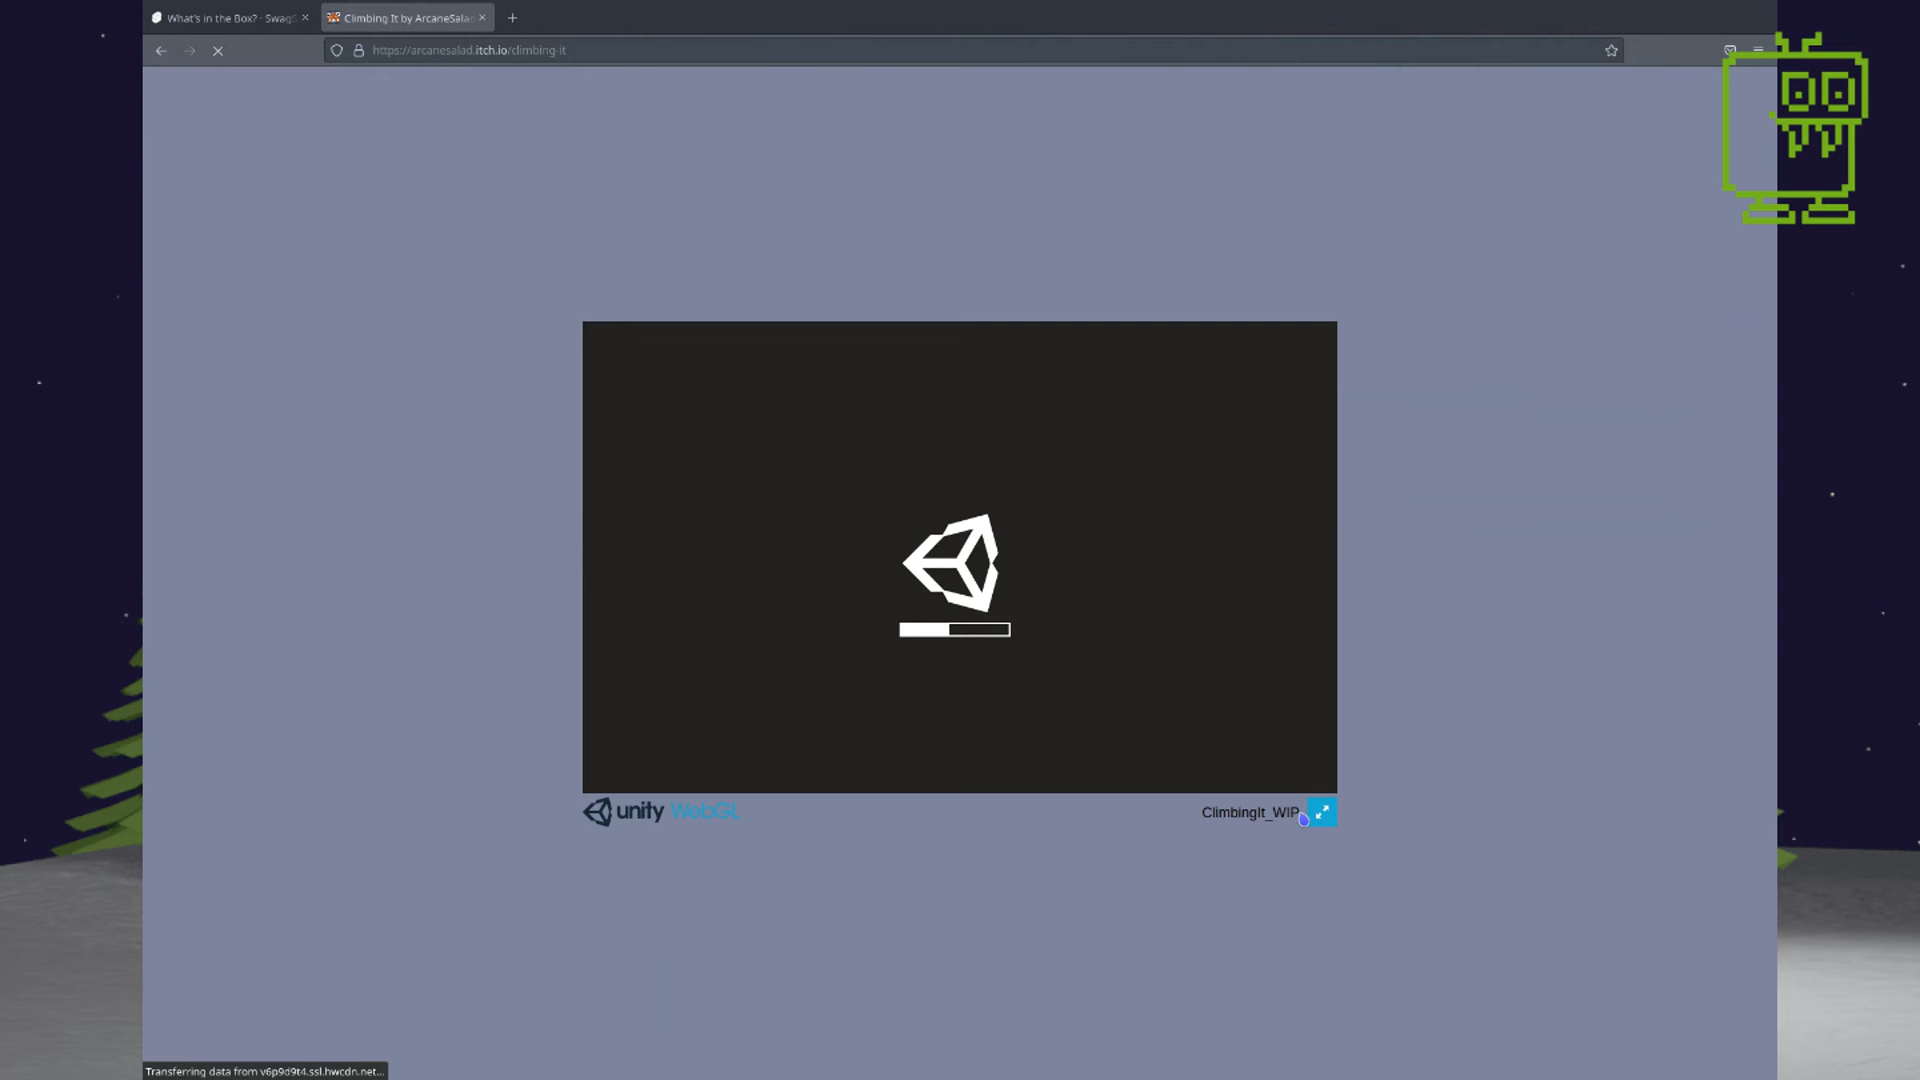 What's in the Box? · SwagS
Climbing It by ArcaneSalad
https://arcanesalad.itch.io/climbing-it
unity WebGL
ClimbingIt_WIP
Transferring data from v6p9d9t4.ssl.hwcdn.net...